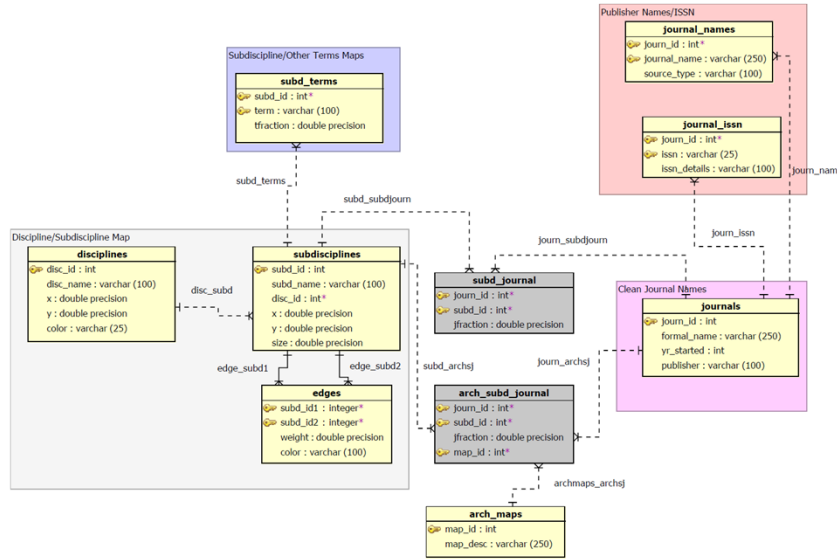 Publisher Names/ISSN
journal_names
journ_id : int*
journal_name : varchar (250)
source_type : varchar (100)
Subdiscipline/Other Terms Maps
subd_terms
subd_id : int*
term : varchar (100)
tfraction : double precision
journal_issn
journ_id : int*
issn : varchar (25)
issn_details : varchar (100)
journ_nam
subd_terms
subd_subdjourn
journ_issn
journ_subdjourn
Discipline/Subdiscipline Map
disciplines
disc_id : int
disc_name : varchar (100)
x : double precision
y : double precision
color : varchar (25)
disc_subd
subdisciplines
subd_id : int
subd_name : varchar (100)
disc_id : int*
x : double precision
y : double precision
size : double precision
subd_journal
journ_id : int*
subd_id : int*
jfraction : double precision
Clean Journal Names
journals
journ_id : int
formal_name : varchar (250)
yr_started : int
publisher : varchar (100)
edge_subd1
edge_subd2
subd_archsj
journ_archsj
edges
subd_id1 : integer*
subd_id2 : integer*
weight : double precision
color : varchar (100)
arch_subd_journal
journ_id : int*
subd_id : int*
jfraction : double precision
map_id : int*
archmaps_archsj
arch_maps
map_id : int
map_desc : varchar (250)